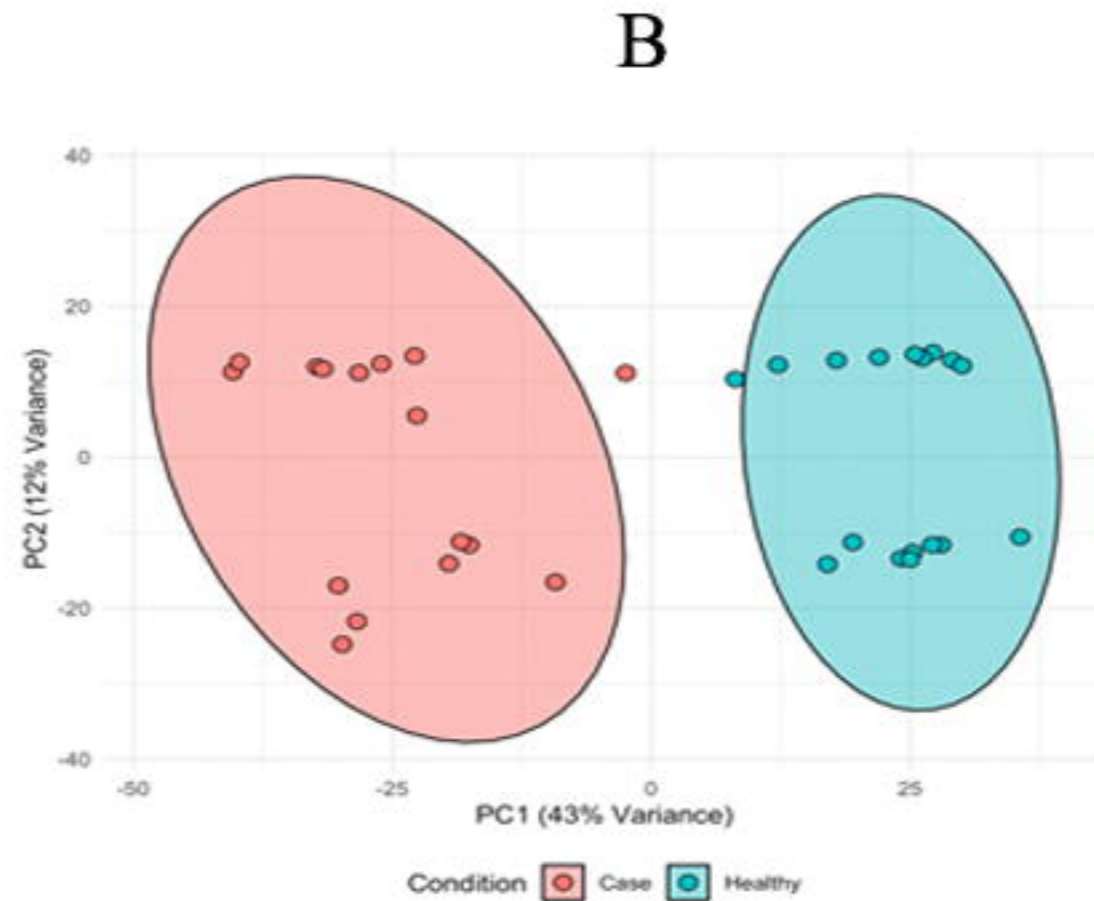 B
40
20
0
-20
-40
PC2 (12% Variance)
-50 -25 0 25
PC1 (43% Variance)
Condition Case Healthy